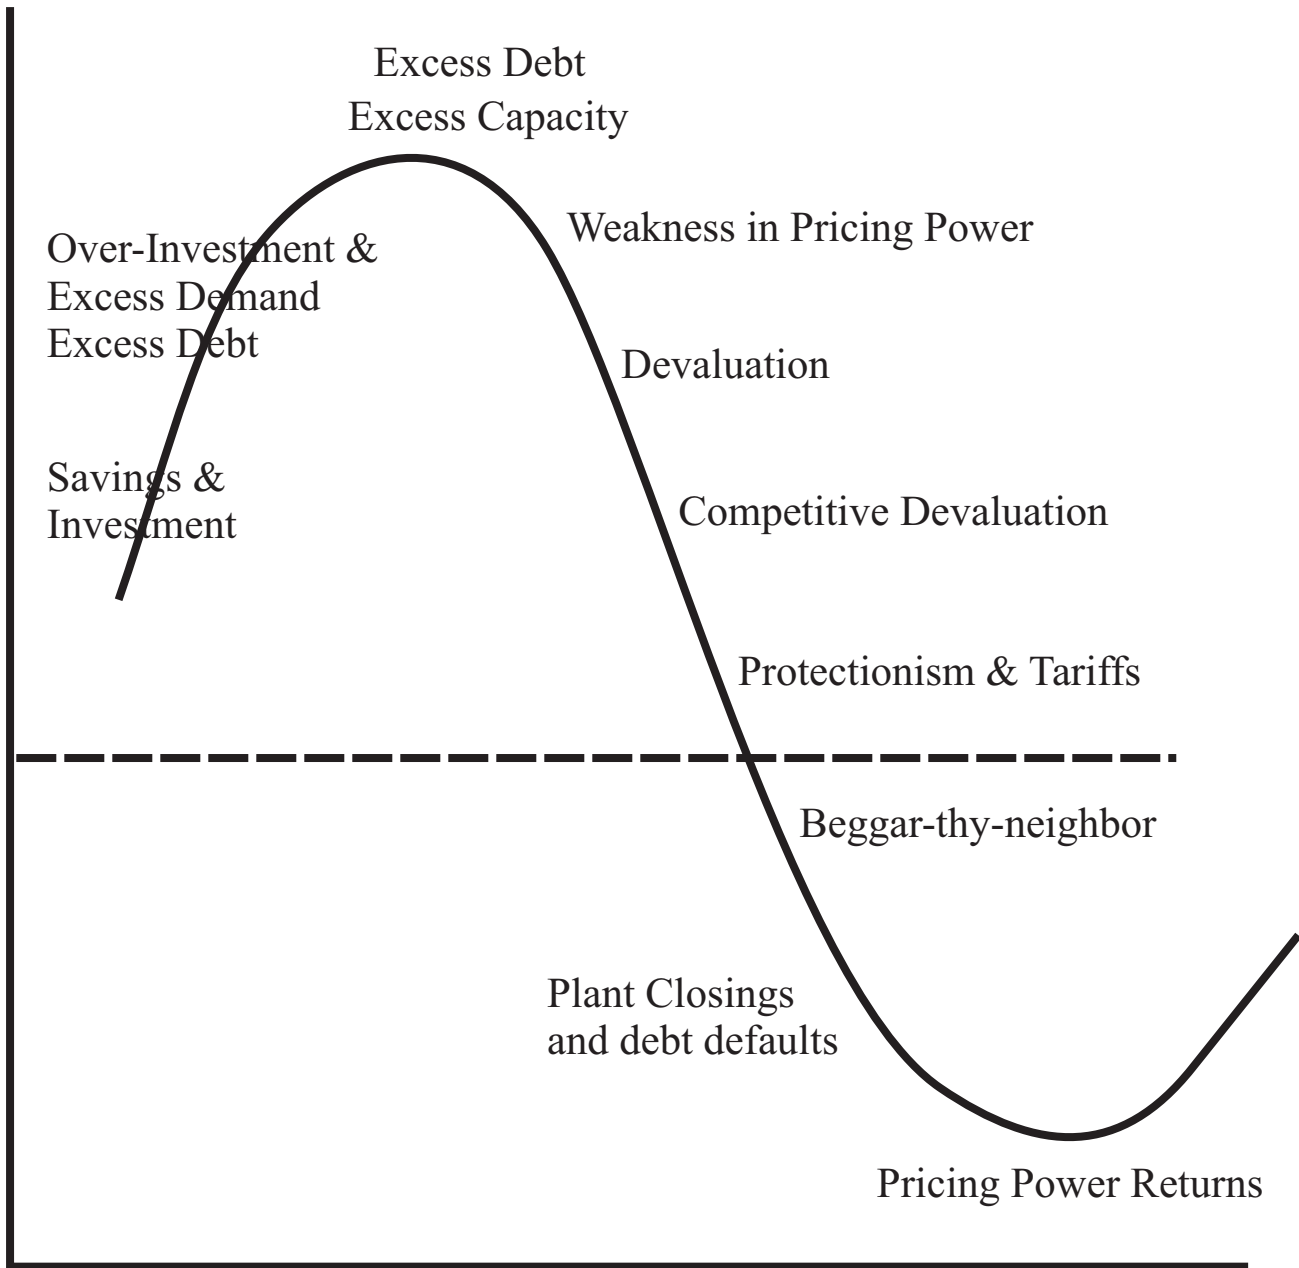 Excess Debt
Excess Capacity
Weakness in Pricing Power
Over-Investment &
Excess Demand
Excess Debt
Devaluation
Savings &
Investment
Competitive Devaluation
Protectionism & Tariffs
Beggar-thy-neighbor
Plant Closings
and debt defaults
Pricing Power Returns